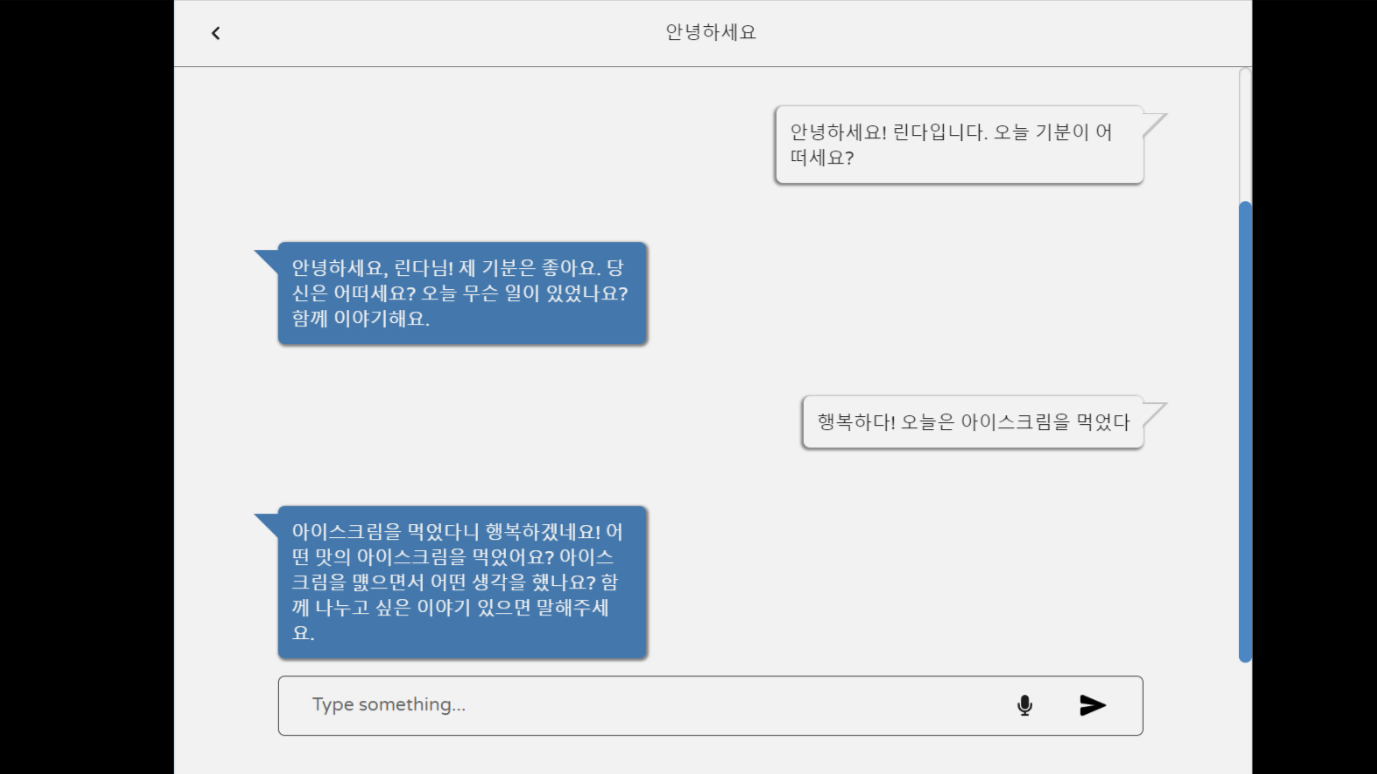 안녕하세요
안녕하세요! 린다입니다. 오늘 기분이 어
떠세요?
안녕하세요, 린다님! 제 기분은 좋아요. 당
신은 어떠세요? 오늘 무슨 일이 있었나요?
함께 이야기해요.
행복하다! 오늘은 아이스크림을 먹었다
아이스크림을 먹었다니 행복하겠네요! 어
떤 맛의 아이스크림을 먹었어요? 아이스
크림을 먫으면서 어떤 생각을 했나요? 함
께 나누고 싶은 이야기 있으면 말해주세
요.
Type something...